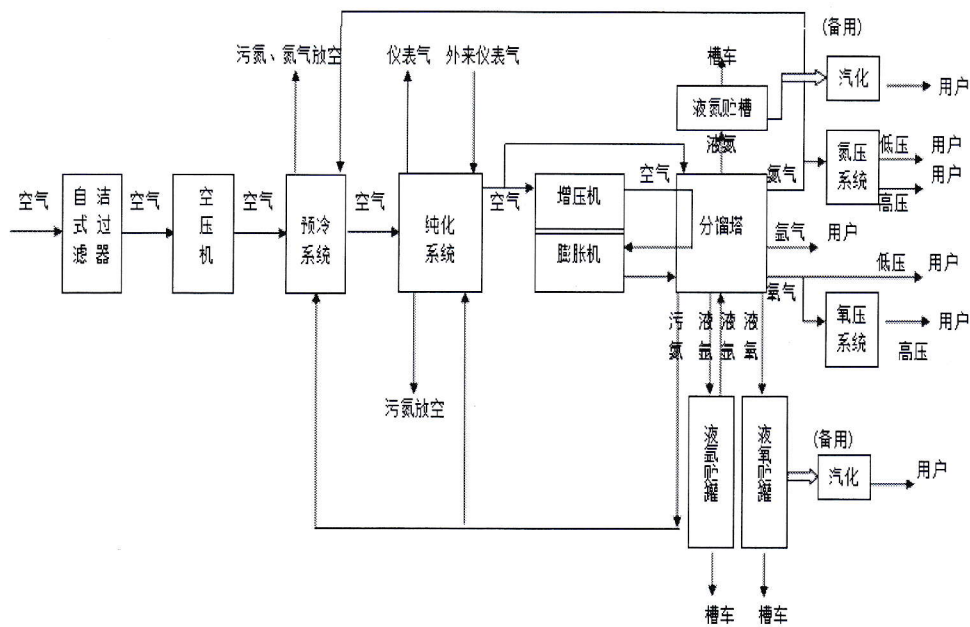 (备用)
污氮、氮气放空
仪表气
外来仪表气
槽车
汽化
用户
液氮贮槽
液氮
低压
用户
氮压
系统
用户
高压
空气
自洁
式过
滤器
空气
空
压
机
空气
预冷
系统
空气
纯化
系统
空气
增压机
膨胀机
空气
分馏塔
氮气
氩气
用户
氧气
低压
用户
氧压
系统
用户
高压
污
氮
液
氩
液
氩
液
氧
污氮放空
液氩贮罐
液氧贮罐
(备用)
汽化
用户
槽车
槽车